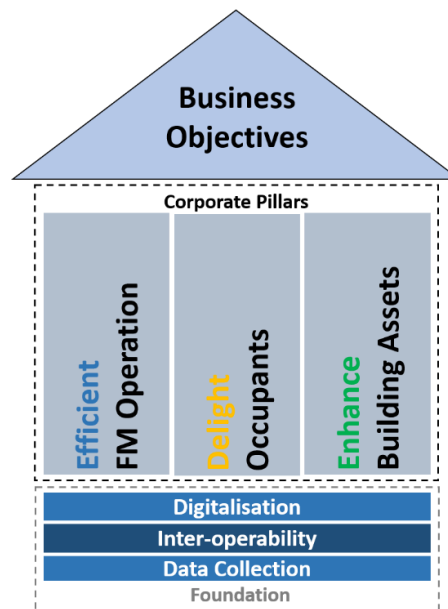 Business
Objectives
Corporate Pillars
Efficient
FM Operation
Delight
Occupants
Enhance
Building Assets
Digitalisation
Inter-operability
Data Collection
Foundation